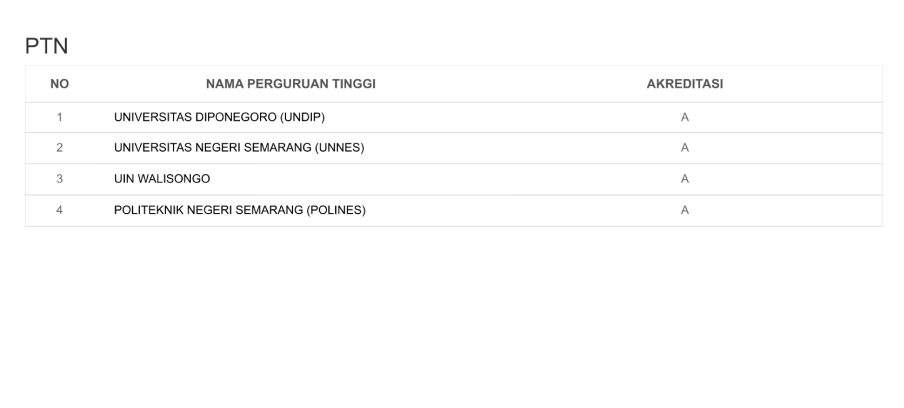 PTN
NO NAMA PERGURUAN TINGGI AKREDITASI
1 UNIVERSITAS DIPONEGORO (UNDIP) A
2 UNIVERSITAS NEGERI SEMARANG (UNNES) A
3 UIN WALISONGO A
4 POLITEKNIK NEGERI SEMARANG (POLINES) A